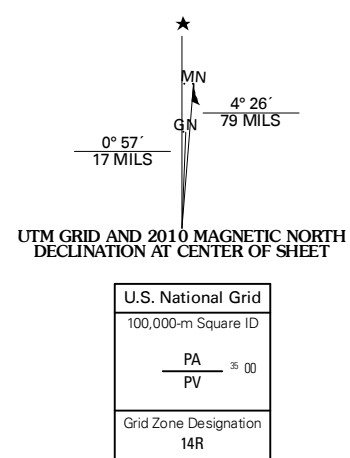 ★
MN
4° 26´
79 MILS
GN
0° 57´
17 MILS
UTM GRID AND 2010 MAGNETIC NORTH
DECLINATION AT CENTER OF SHEET
U.S. National Grid
100,000-m Square ID
PA
35 00
PV
Grid Zone Designation
14R